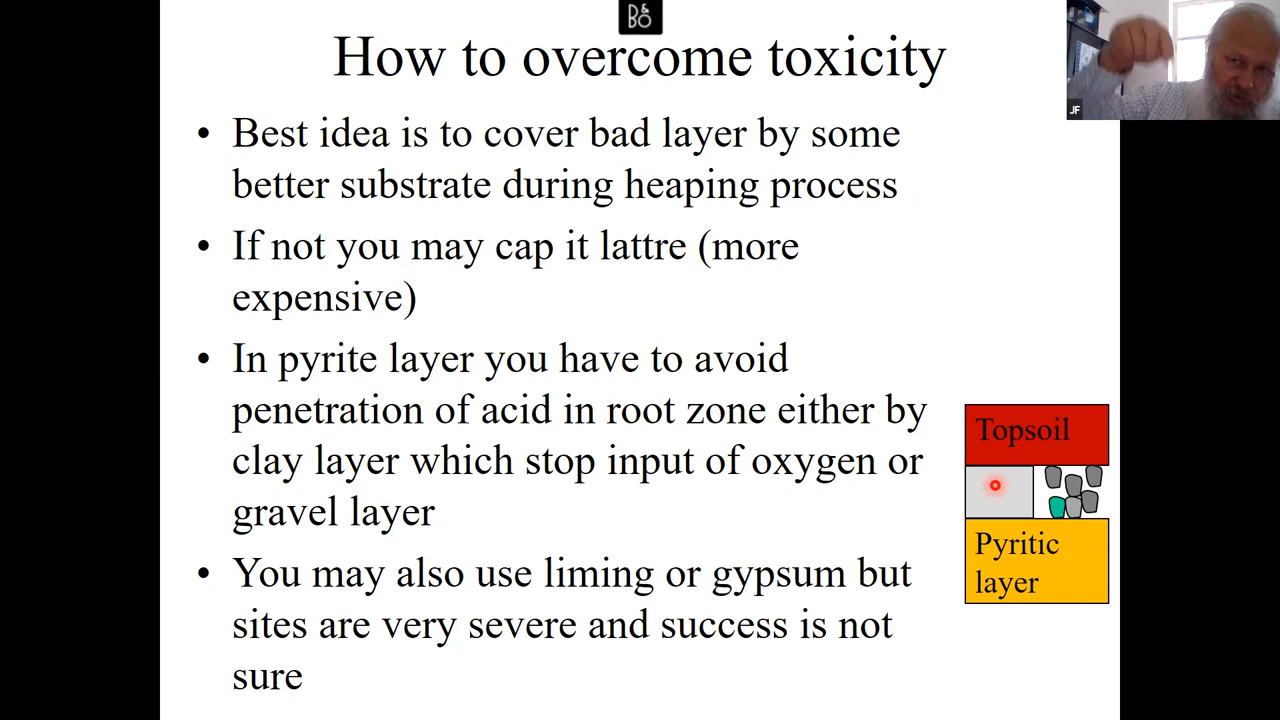 B&O
How to overcome toxicity
• Best idea is to cover bad layer by some
better substrate during heaping process
• If not you may cap it lattre (more
expensive)
• In pyrite layer you have to avoid
penetration of acid in root zone either by
clay layer which stop input of oxygen or
gravel layer
• You may also use liming or gypsum but
sites are very severe and success is not
sure
Topsoil
Pyritic
layer
JF